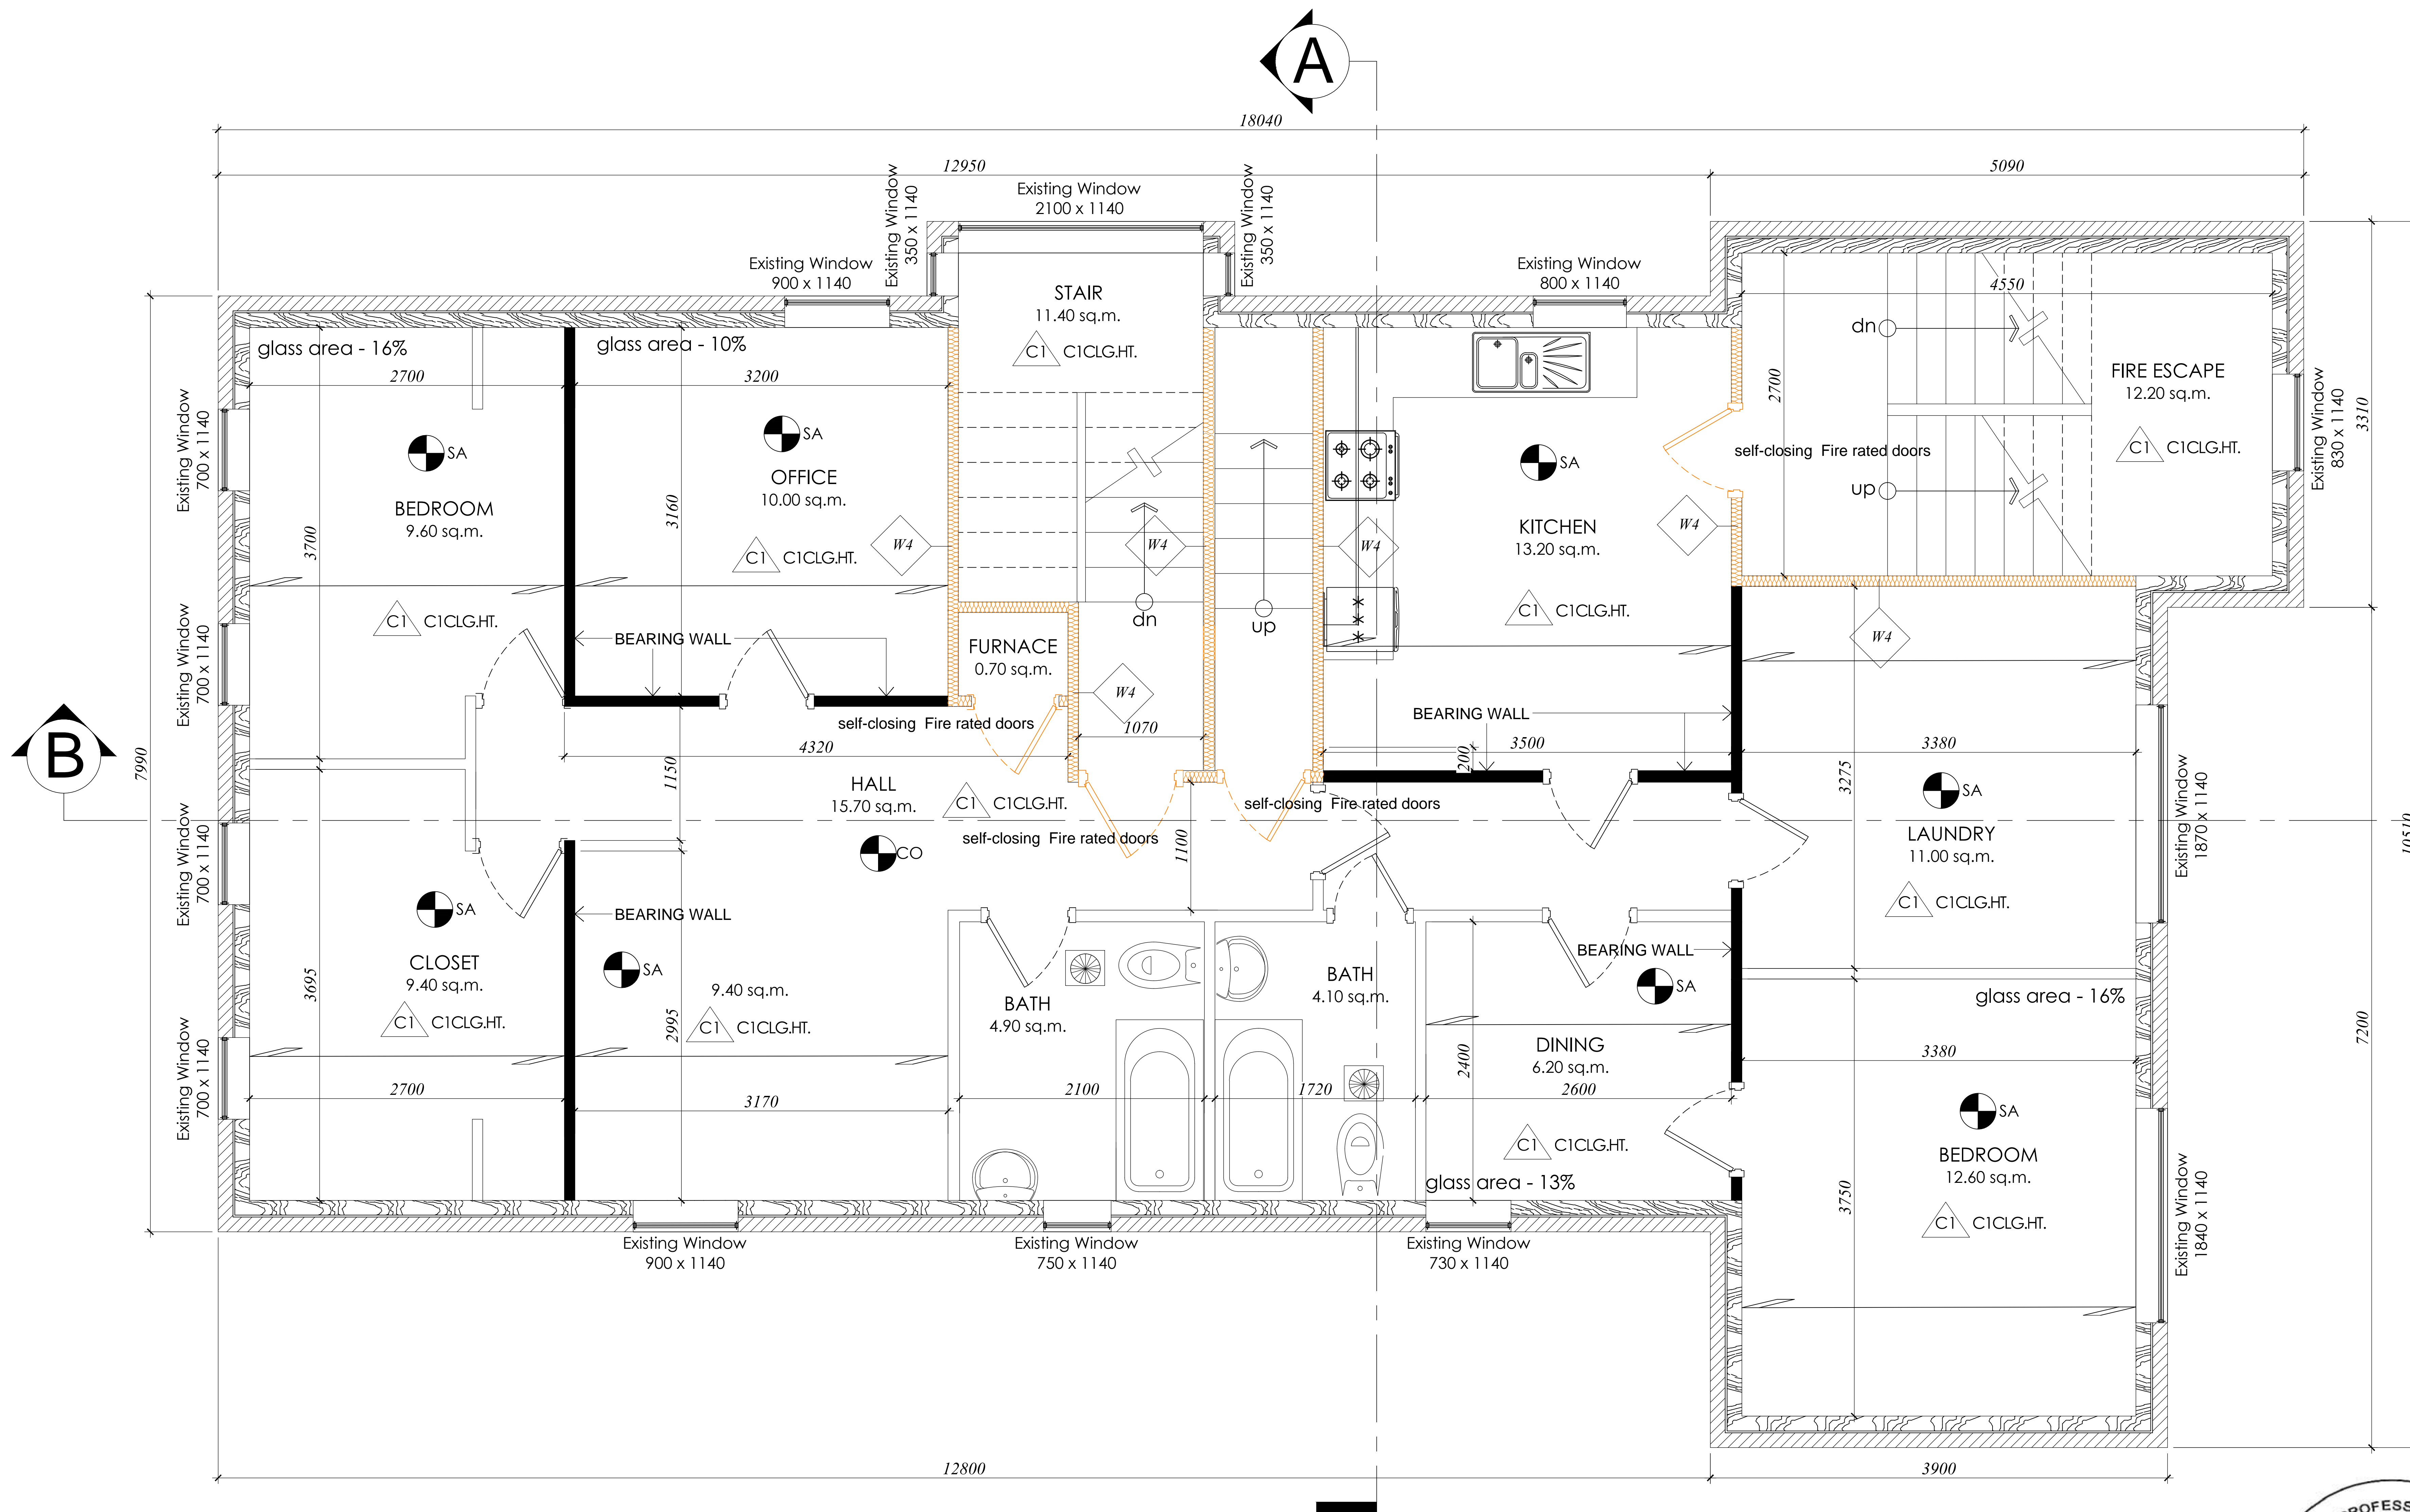 A
18040
12950
5090
Existing Window
2100 x 1140
Existing Window
350 x 1140
Existing Window
350 x 1140
Existing Window
900 x 1140
Existing Window
800 x 1140
STAIR
11.40 sq.m.
C1 C1CLG.HT.
4550
dn
up
FIRE ESCAPE
12.20 sq.m.
C1 C1CLG.HT.
2700
Existing Window
830 x 1140
3310
glass area - 16%
glass area - 10%
2700
3200
Existing Window
700 x 1140
SA
BEDROOM
9.60 sq.m.
3700
C1 C1CLG.HT.
SA
OFFICE
10.00 sq.m.
3160
C1 C1CLG.HT.
W4
W4
W4
W4
SA
KITCHEN
13.20 sq.m.
C1 C1CLG.HT.
self-closing Fire rated doors
dn
up
W4
Existing Window
700 x 1140
BEARING WALL
FURNACE
0.70 sq.m.
W4
self-closing Fire rated doors
1070
4320
BEARING WALL
200
3500
3380
B
7990
1150
HALL
15.70 sq.m.
C1 C1CLG.HT.
CO
self-closing Fire rated doors
self-closing Fire rated doors
1100
3275
SA
LAUNDRY
11.00 sq.m.
C1 C1CLG.HT.
Existing Window
1870 x 1140
10510
Existing Window
700 x 1140
SA
CLOSET
9.40 sq.m.
C1 C1CLG.HT.
3695
2700
BEARING WALL
SA
9.40 sq.m.
C1 C1CLG.HT.
2995
3170
BATH
4.90 sq.m.
2100
BATH
4.10 sq.m.
1720
BEARING WALL
SA
DINING
6.20 sq.m.
2400
2600
C1 C1CLG.HT.
glass area - 13%
glass area - 16%
3380
SA
BEDROOM
12.60 sq.m.
C1 C1CLG.HT.
3750
7200
Existing Window
700 x 1140
Existing Window
1840 x 1140
Existing Window
900 x 1140
Existing Window
750 x 1140
Existing Window
730 x 1140
12800
3900